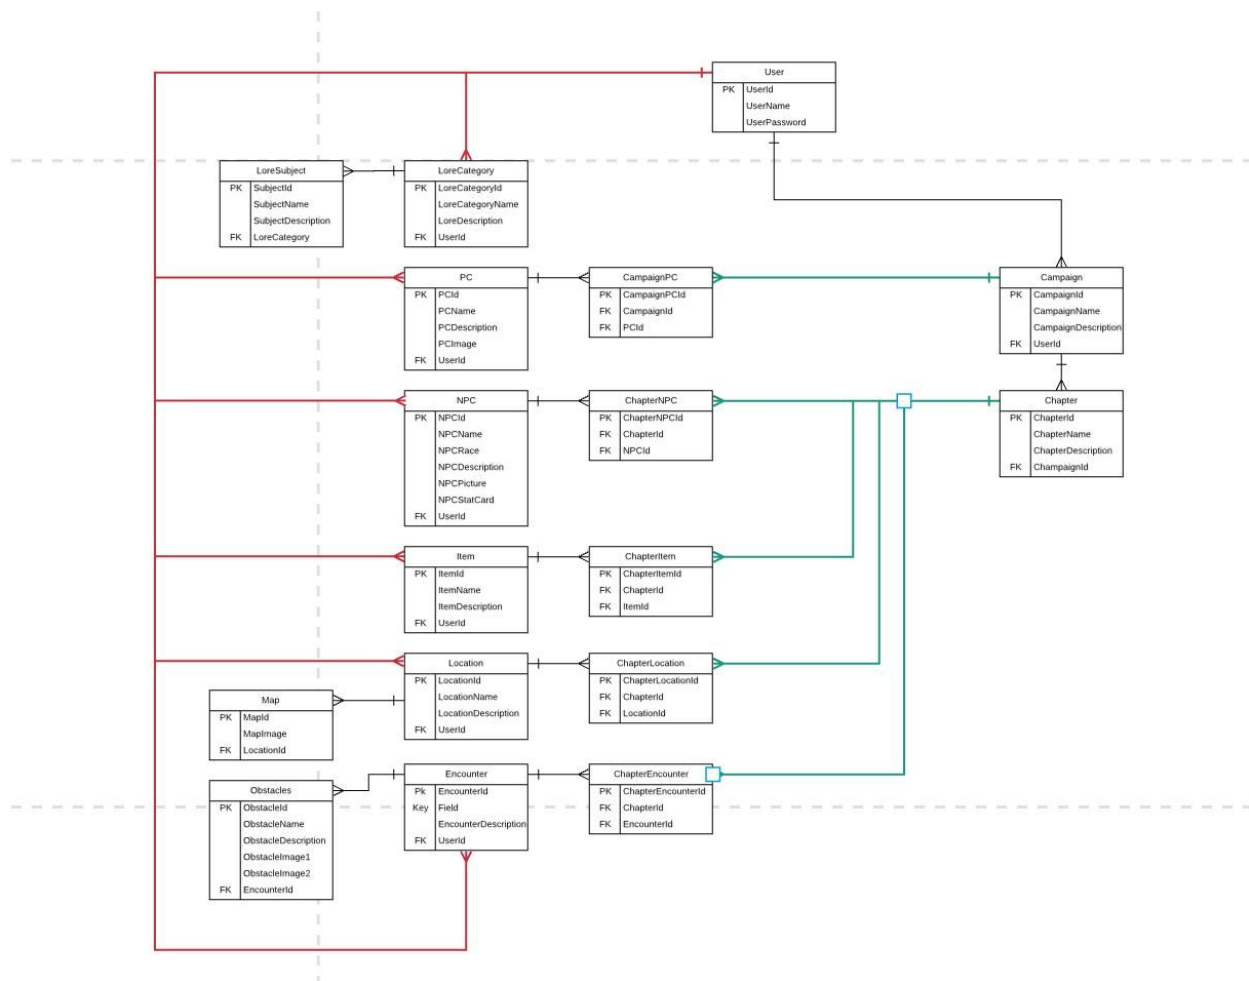 User
PK UserId
UserName
UserPassword
LoreSubject
PK SubjectId
SubjectName
SubjectDescription
FK LoreCategory
LoreCategory
PK LoreCategoryId
LoreCategoryName
LoreDescription
FK UserId
PC
PK PCId
PCName
PCDescription
PCImage
FK UserId
CampaignPC
PK CampaignPCId
FK CampaignId
FK PCId
Campaign
PK CampaignId
CampaignName
CampaignDescription
FK UserId
NPC
PK NPCId
NPCName
NPCRace
NPCDescription
NPCPicture
NPCStatCard
FK UserId
ChapterNPC
PK ChapterNPCId
FK ChapterId
FK NPCId
Chapter
PK ChapterId
ChapterName
ChapterDescription
FK ChampaignId
Item
PK ItemId
ItemName
ItemDescription
FK UserId
ChapterItem
PK ChapterItemId
FK ChapterId
FK ItemId
Location
PK LocationId
LocationName
LocationDescription
FK UserId
ChapterLocation
PK ChapterLocationId
FK ChapterId
FK LocationId
Map
PK MapId
MapImage
FK LocationId
Encounter
Pk EncounterId
Key Field
EncounterDescription
FK UserId
ChapterEncounter
PK ChapterEncounterId
FK ChapterId
FK EncounterId
Obstacles
PK ObstacleId
ObstacleName
ObstacleDescription
ObstacleImage1
ObstacleImage2
FK EncounterId